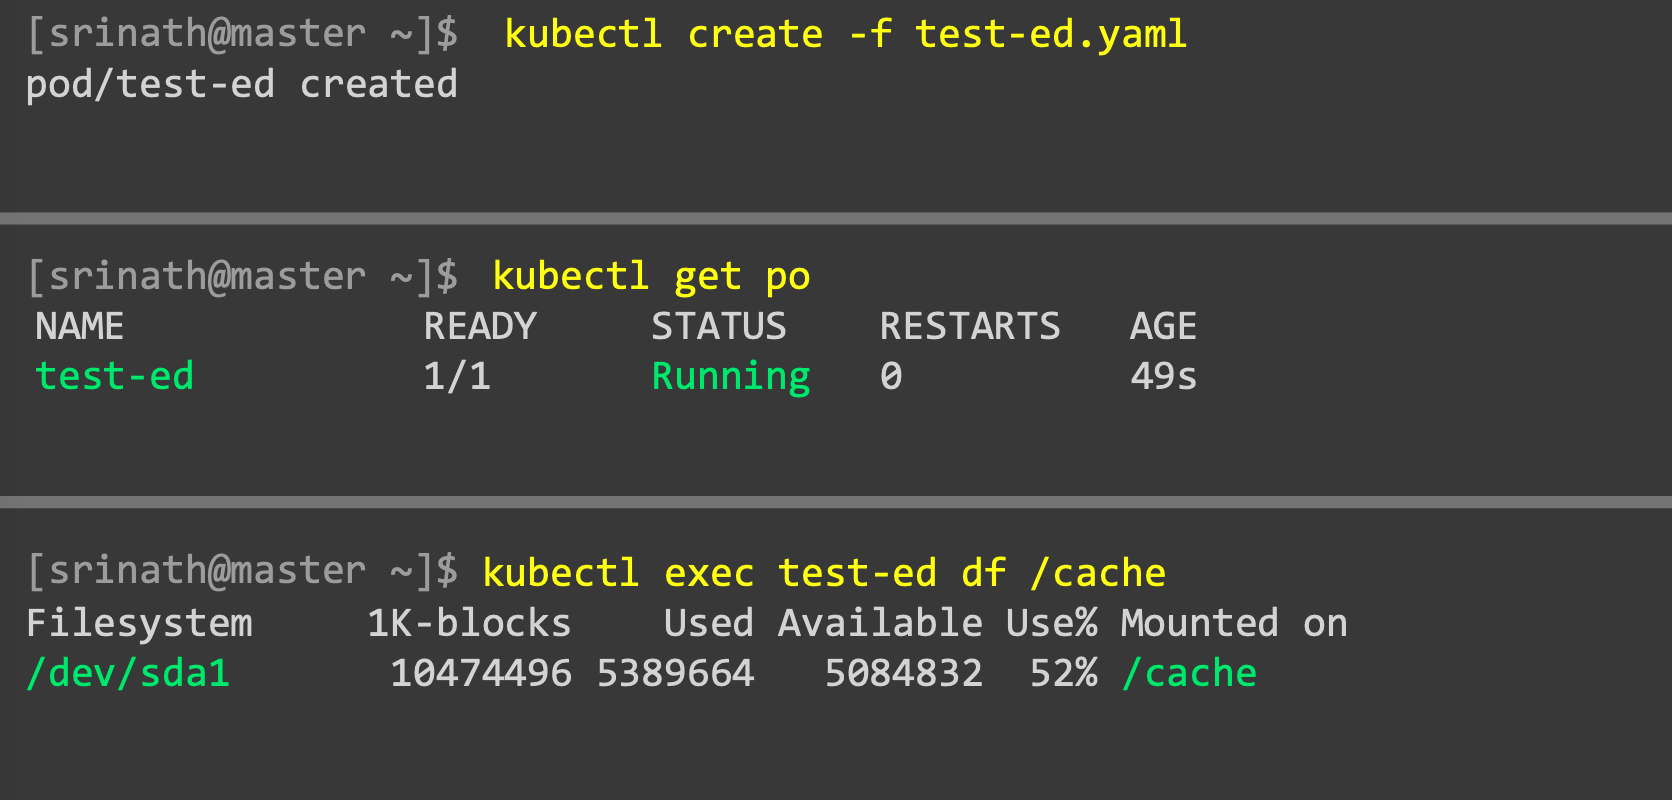 [srinath@master ~]$ kubectl create -f test-ed.yaml
pod/test-ed created
[srinath@master ~]$ kubectl get po
NAME READY STATUS RESTARTS AGE
test-ed 1/1 Running 0 49s
[srinath@master ~]$ kubectl exec test-ed df /cache
Filesystem 1K-blocks Used Available Use% Mounted on
/dev/sda1 10474496 5389664 5084832 52% /cache